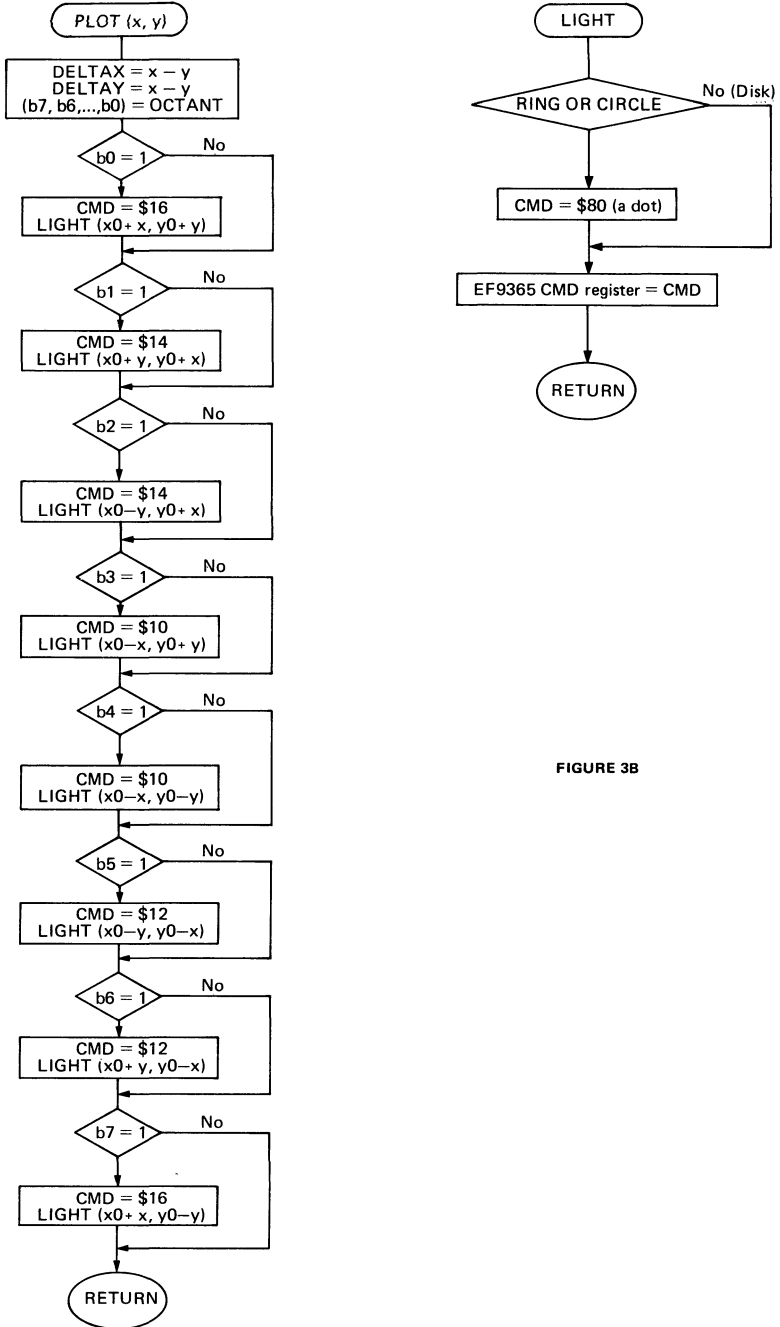 PLOT (x, y)
DELTAX = x − y
DELTAY = x − y
(b7, b6,...,b0) = OCTANT
b0 = 1
No
CMD = $16
LIGHT (x0+ x, y0+ y)
b1 = 1
No
CMD = $14
LIGHT (x0+ y, y0+ x)
b2 = 1
No
CMD = $14
LIGHT (x0−y, y0+ x)
b3 = 1
No
CMD = $10
LIGHT (x0−x, y0+ y)
b4 = 1
No
CMD = $10
LIGHT (x0−x, y0−y)
b5 = 1
No
CMD = $12
LIGHT (x0−y, y0−x)
b6 = 1
No
CMD = $12
LIGHT (x0+ y, y0−x)
b7 = 1
No
CMD = $16
LIGHT (x0+ x, y0−y)
RETURN
LIGHT
RING OR CIRCLE
No (Disk)
CMD = $80 (a dot)
EF9365 CMD register = CMD
RETURN
FIGURE 3B